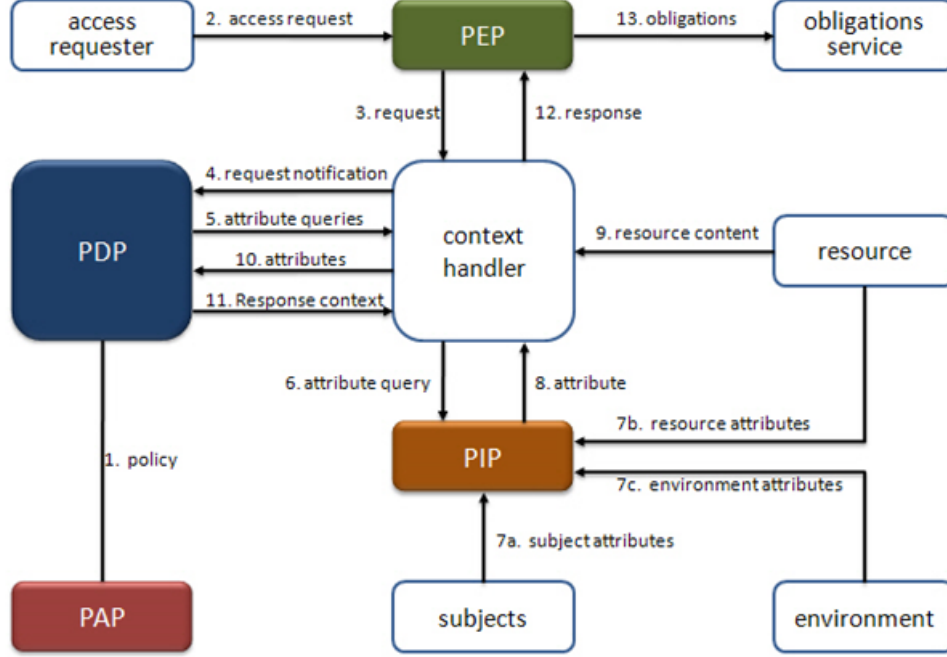 access
requester
2. access request
PEP
13. obligations
obligations
service
3. request
12. response
PDP
4. request notification
5. attribute queries
10. attributes
11. Response context
context
handler
9. resource content
resource
6. attribute query
8. attribute
7b. resource attributes
PIP
7c. environment attributes
1. policy
7a. subject attributes
PAP
subjects
environment